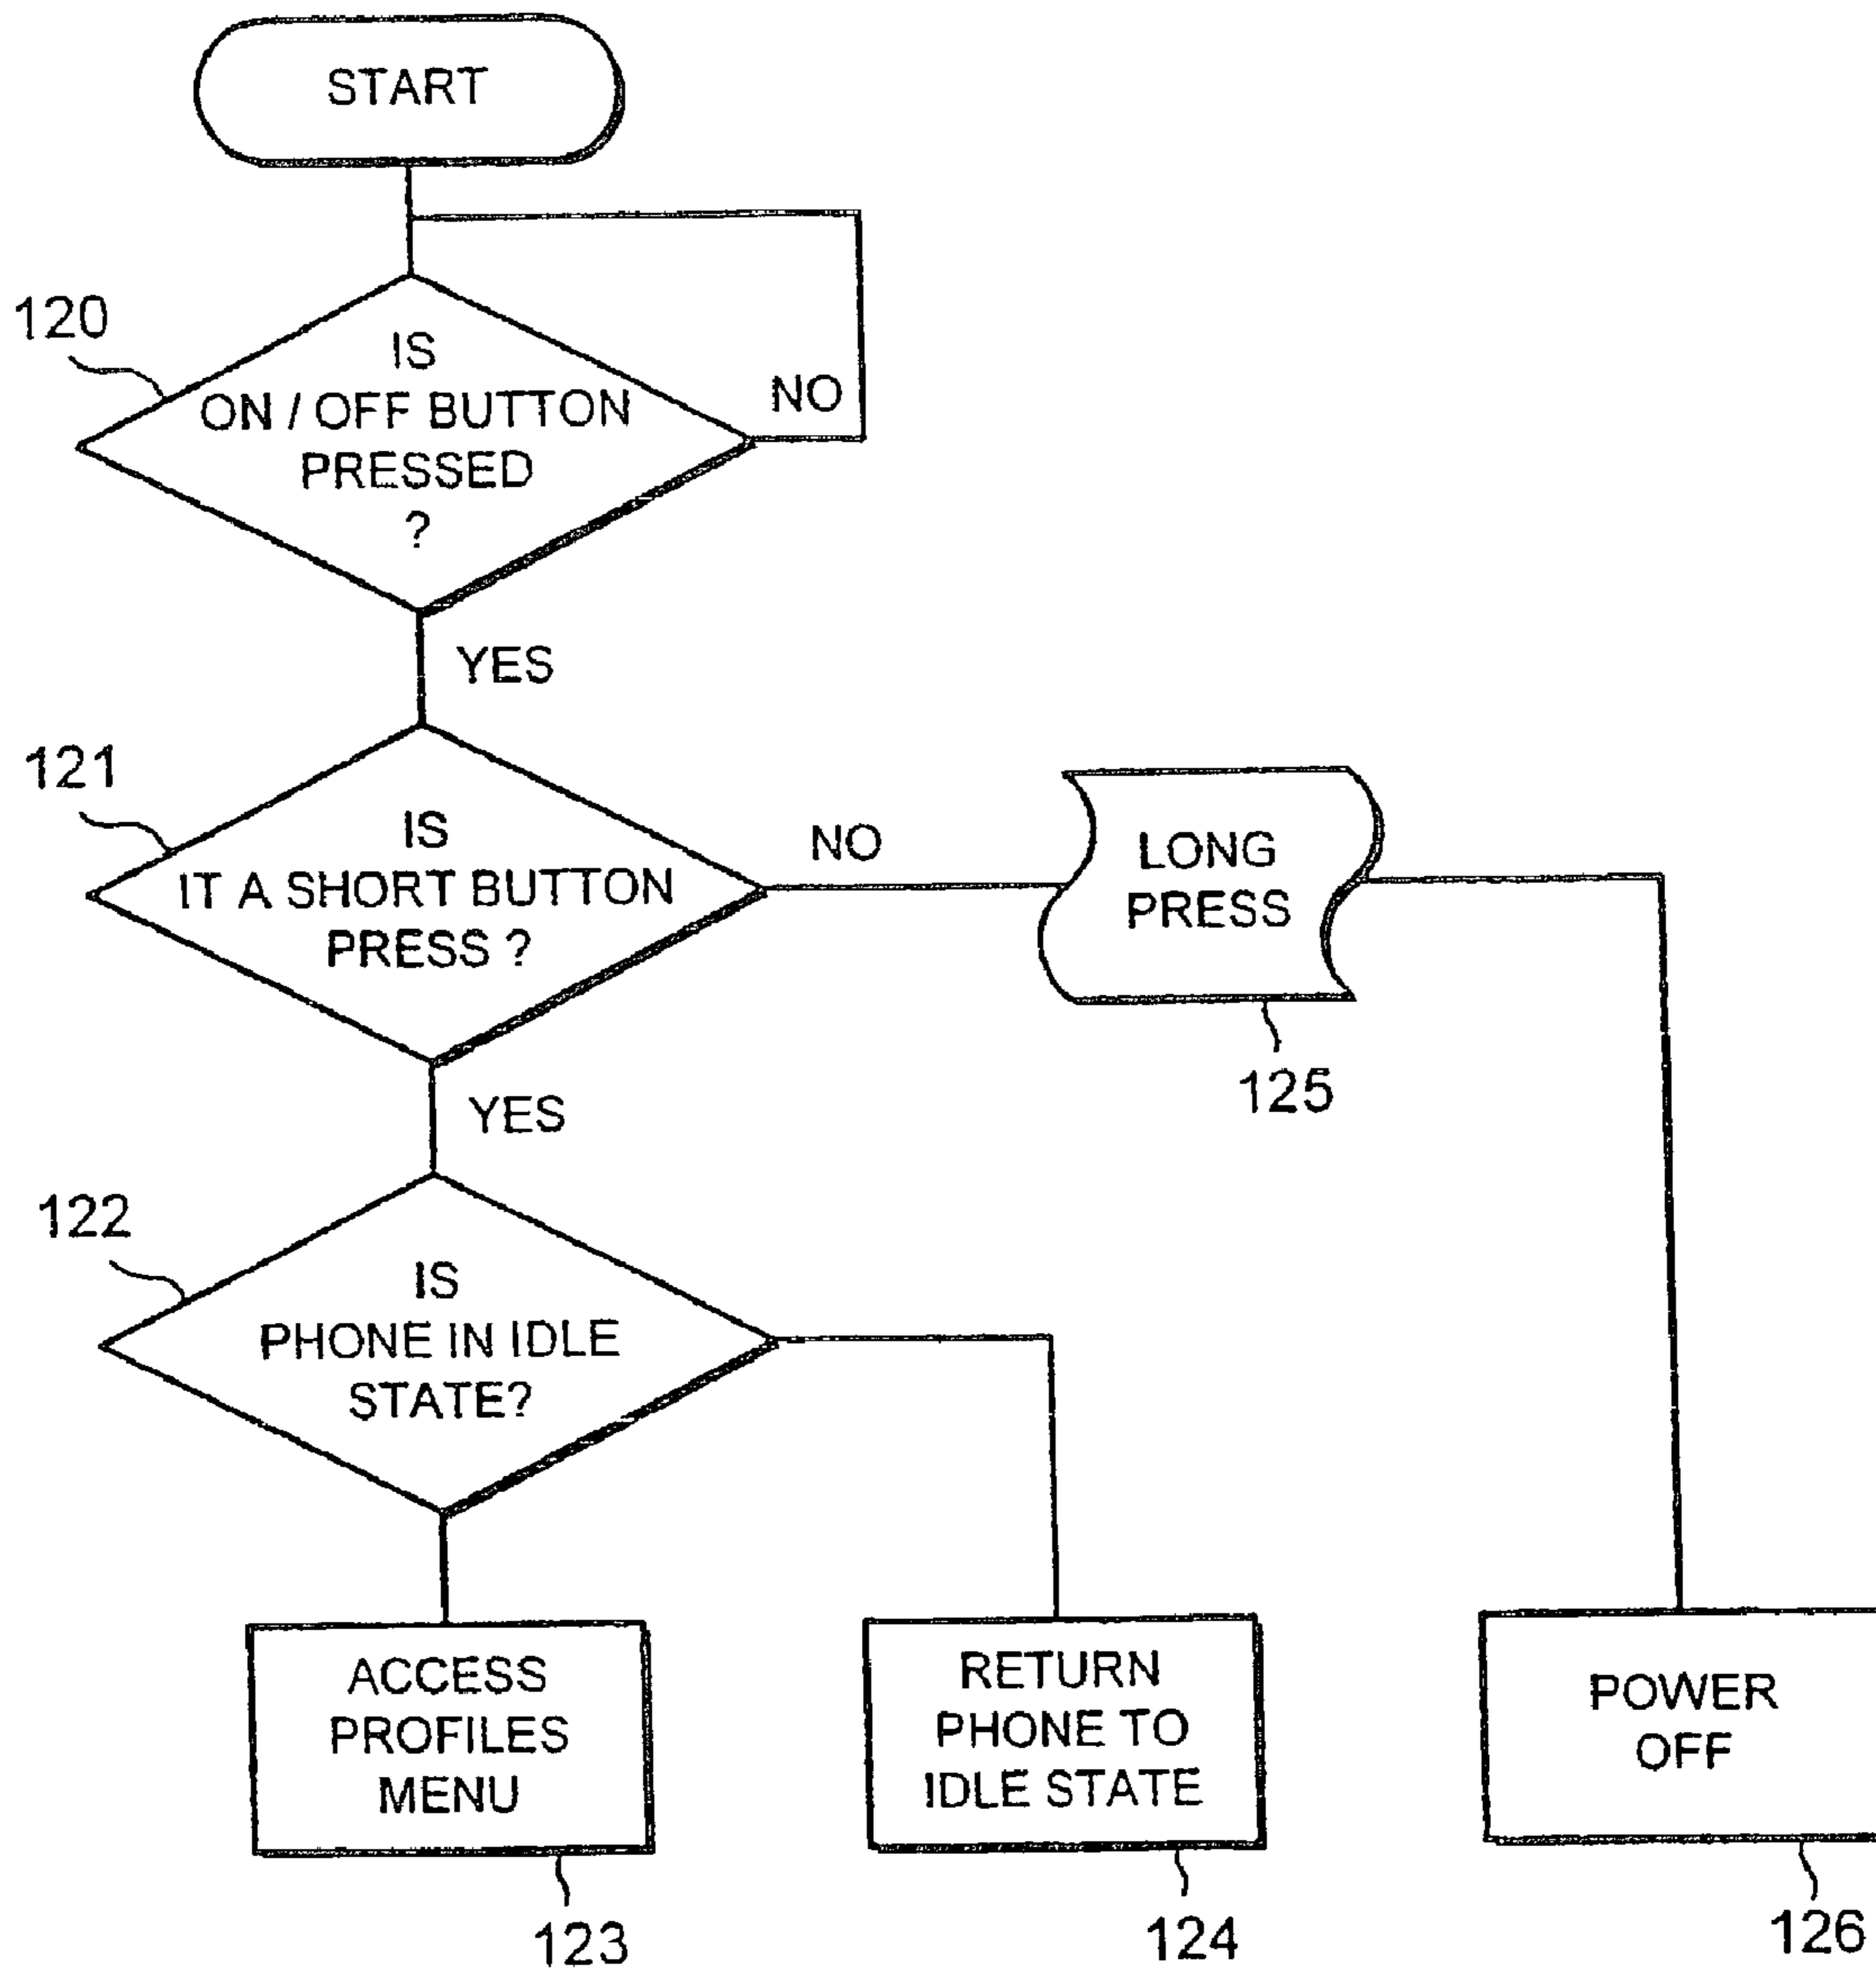 START
120
IS
ON / OFF BUTTON
PRESSED
?
NO
YES
121
IS
IT A SHORT BUTTON
PRESS ?
NO
LONG
PRESS
125
YES
122
IS
PHONE IN IDLE
STATE?
ACCESS
PROFILES
MENU
123
RETURN
PHONE TO
IDLE STATE
124
POWER
OFF
126